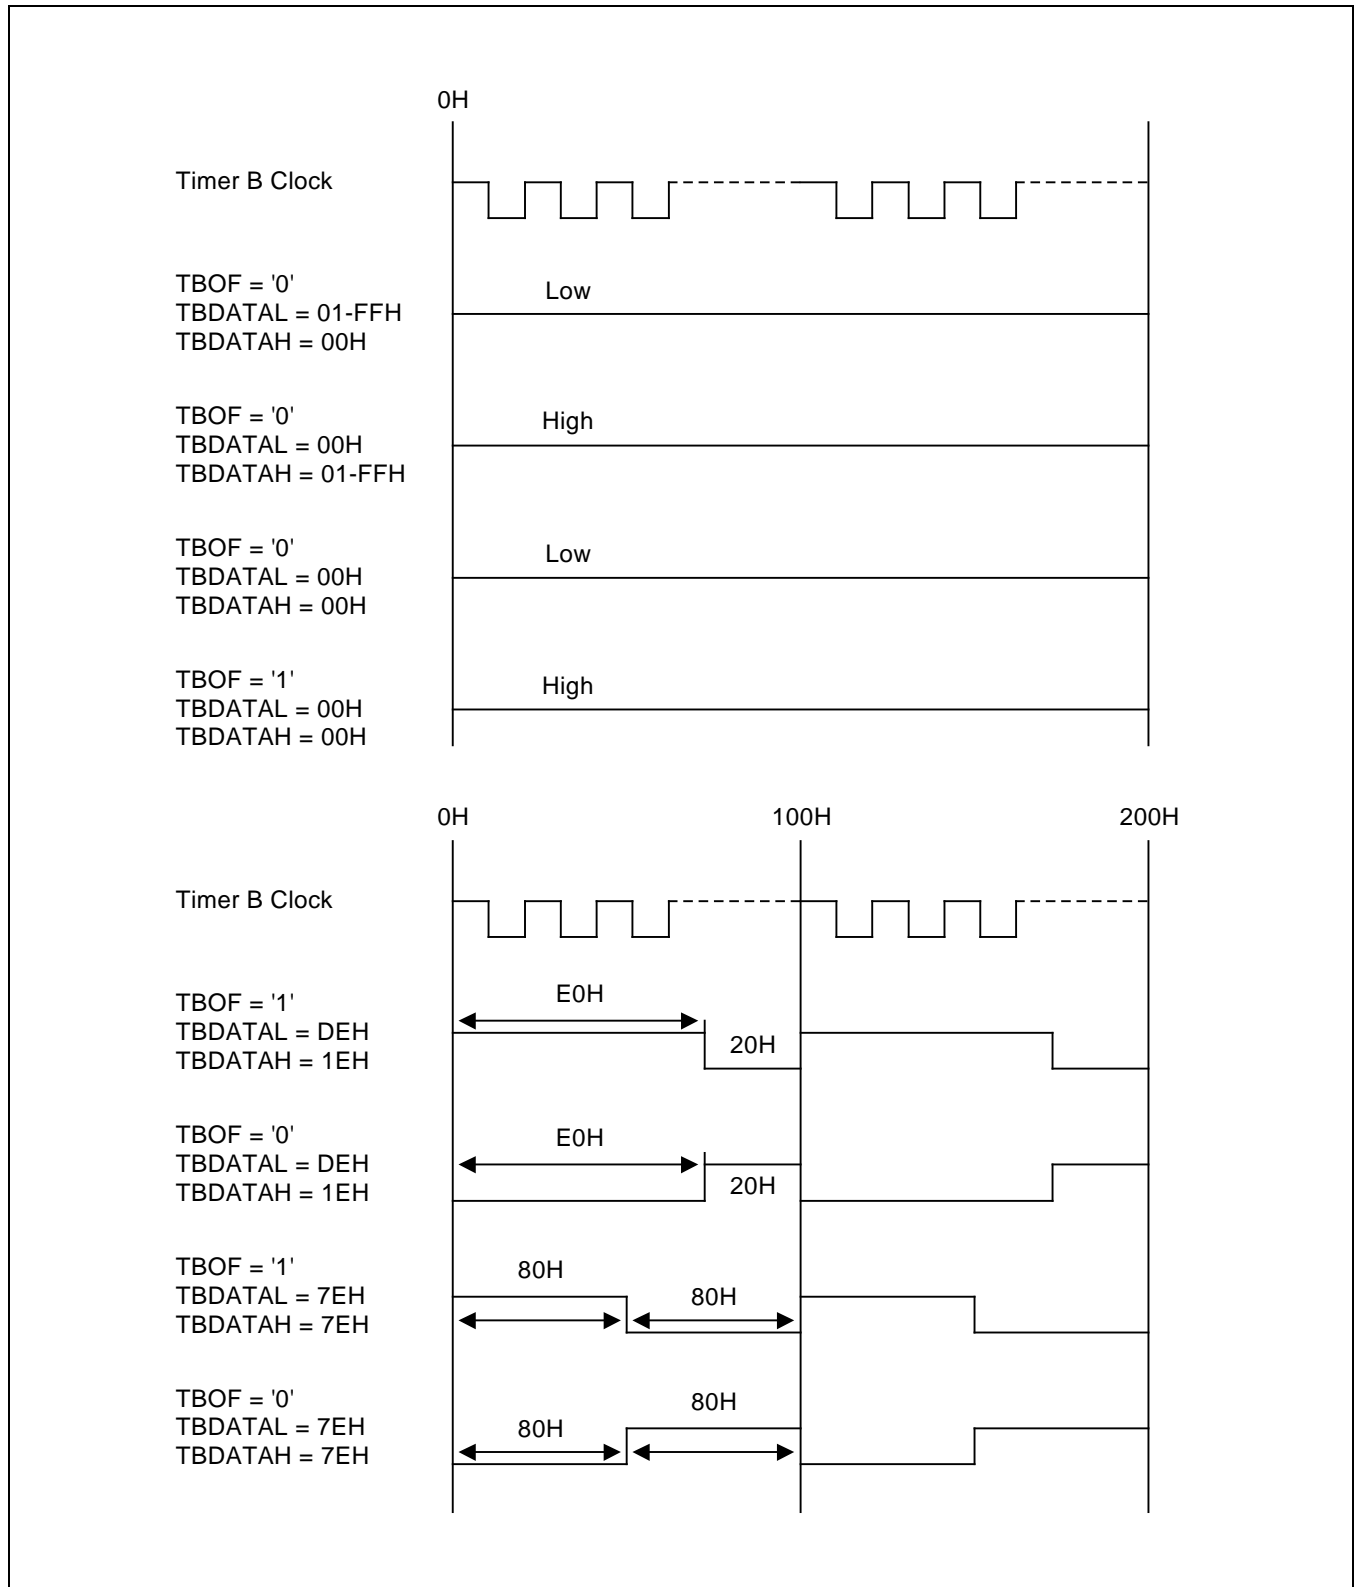 0H
Timer B Clock
TBOF = '0'
TBDATAL = 01-FFH
TBDATAH = 00H
Low
TBOF = '0'
TBDATAL = 00H
TBDATAH = 01-FFH
High
TBOF = '0'
TBDATAL = 00H
TBDATAH = 00H
Low
TBOF = '1'
TBDATAL = 00H
TBDATAH = 00H
High
0H
100H
200H
Timer B Clock
TBOF = '1'
TBDATAL = DEH
TBDATAH = 1EH
E0H
20H
TBOF = '0'
TBDATAL = DEH
TBDATAH = 1EH
E0H
20H
TBOF = '1'
TBDATAL = 7EH
TBDATAH = 7EH
80H
80H
TBOF = '0'
TBDATAL = 7EH
TBDATAH = 7EH
80H
80H